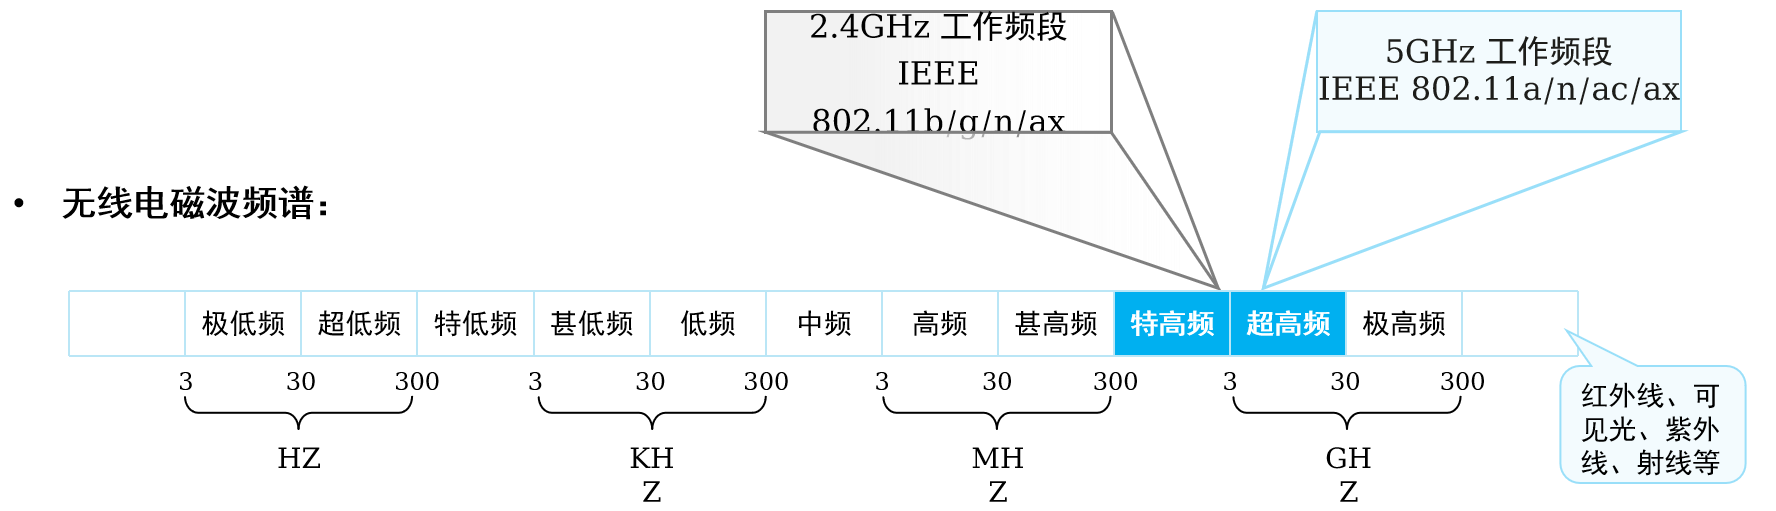 2.4GHz 工作频段
IEEE
802.11b/g/n/ax
5GHz 工作频段
IEEE 802.11a/n/ac/ax
• 无线电磁波频谱：
极低频 超低频 特低频 甚低频 低频 中频 高频 甚高频 特高频 超高频 极高频
3 30 300 3 30 300 3 30 300 3 30 300
HZ
KH
Z
MH
Z
GH
Z
红外线、可
见光、紫外
线、射线等